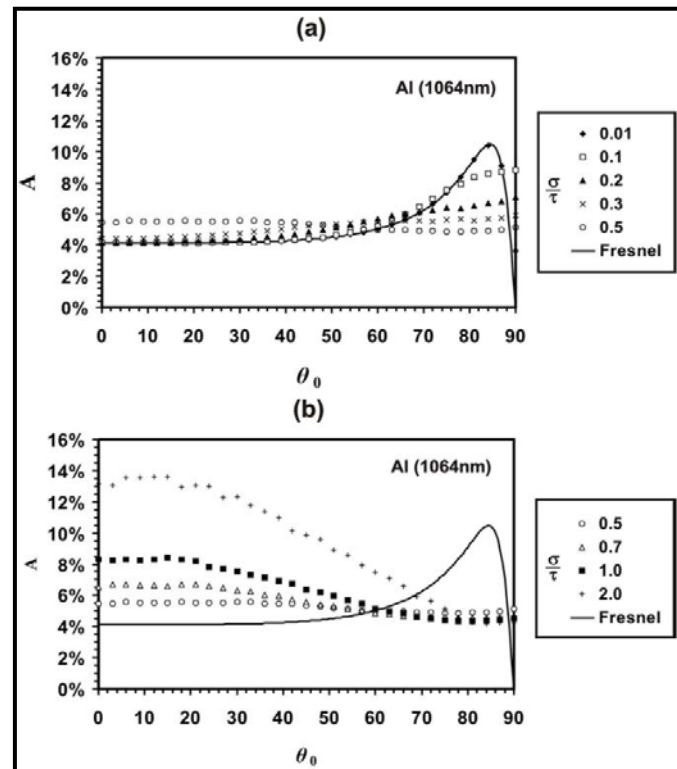 (a)
16%
14%
12%
10%
8%
6%
4%
2%
0%
A
Al (1064nm)
0 10 20 30 40 50 60 70 80 90
θ0
σ/τ
0.01
0.1
0.2
0.3
0.5
Fresnel
(b)
16%
14%
12%
10%
8%
6%
4%
2%
0%
A
Al (1064nm)
0 10 20 30 40 50 60 70 80 90
θ0
σ/τ
0.5
0.7
1.0
2.0
Fresnel